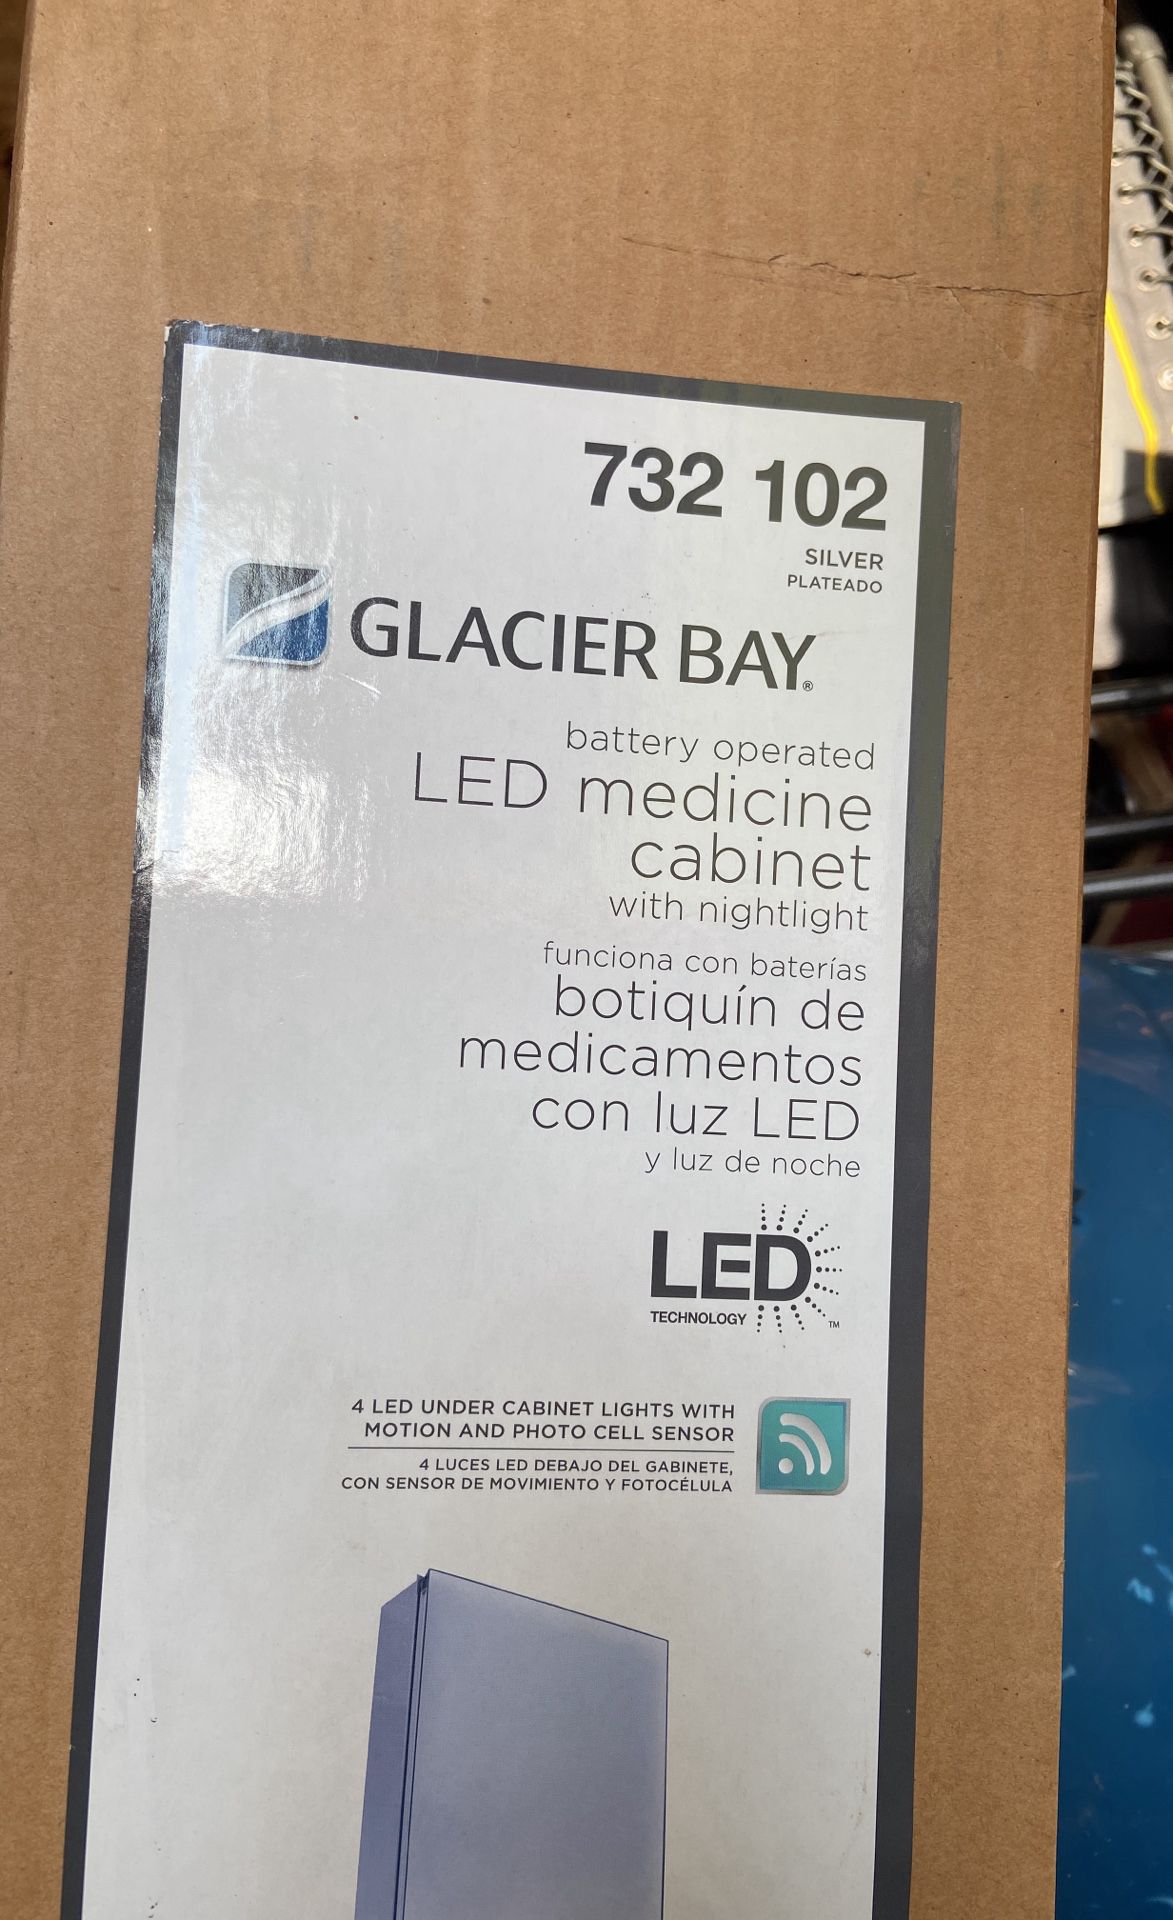 732 102
SILVER
PLATEADO
GLACIER BAY®
battery operated
LED medicine
cabinet
with nightlight
funciona con baterías
botiquín de
medicamentos
con luz LED
y luz de noche
LED
TECHNOLOGY ™
4 LED UNDER CABINET LIGHTS WITH
MOTION AND PHOTO CELL SENSOR
4 LUCES LED DEBAJO DEL GABINETE,
CON SENSOR DE MOVIMIENTO Y FOTOCÉLULA